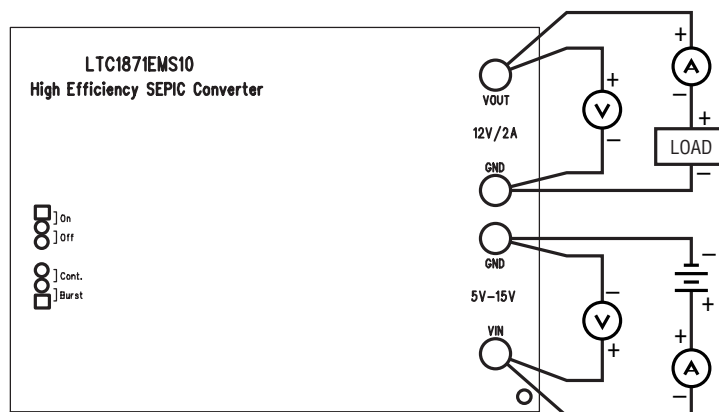 LTC1871EMS10
High Efficiency SEPIC Converter
VOUT
12V/2A
GND
GND
5V-15V
VIN
On
Off
Cont.
Burst
+
V
−
+
A
−
+
LOAD
−
−
V
+
−
+
+
A
−